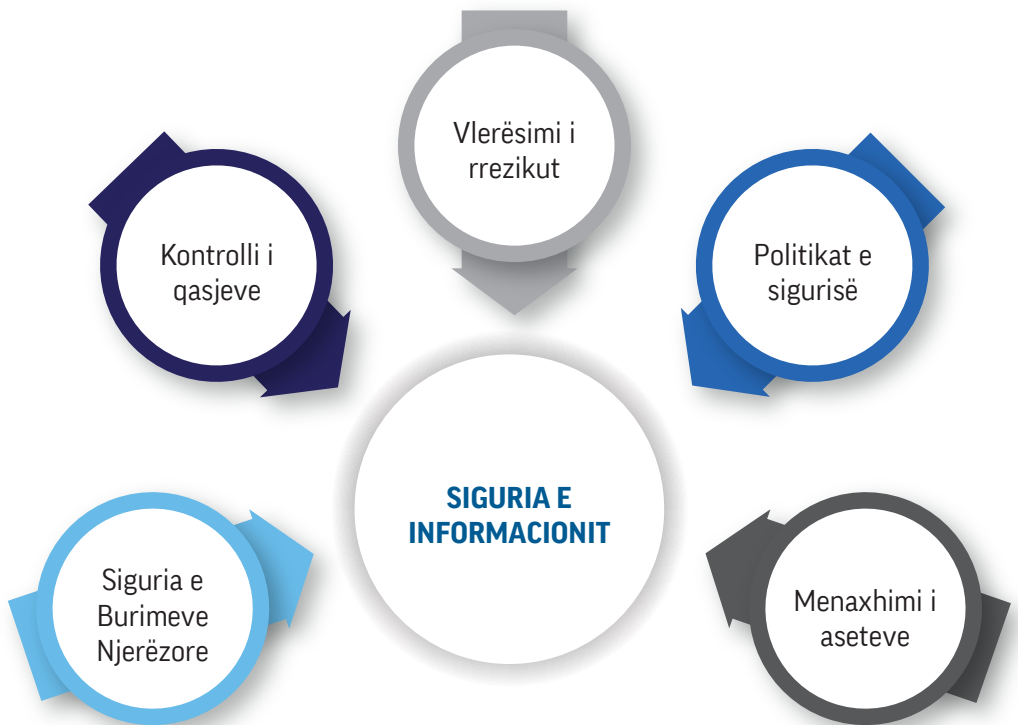 Vlerësimi i
rrezikut
Kontrolli i
qasjeve
Politikat e
sigurisë
SIGURIA E
INFORMACIONIT
Siguria e
Burimeve
Njerëzore
Menaxhimi i
aseteve